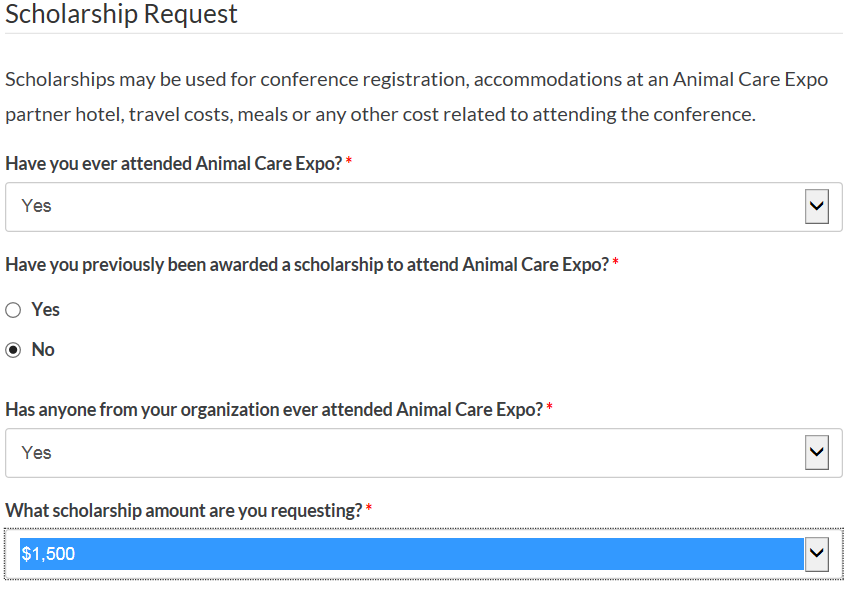 Scholarship Request
Scholarships may be used for conference registration, accommodations at an Animal Care Expo
partner hotel, travel costs, meals or any other cost related to attending the conference.
Have you ever attended Animal Care Expo? *
Yes
Have you previously been awarded a scholarship to attend Animal Care Expo? *
Yes
No
Has anyone from your organization ever attended Animal Care Expo? *
Yes
What scholarship amount are you requesting? *
$1,500